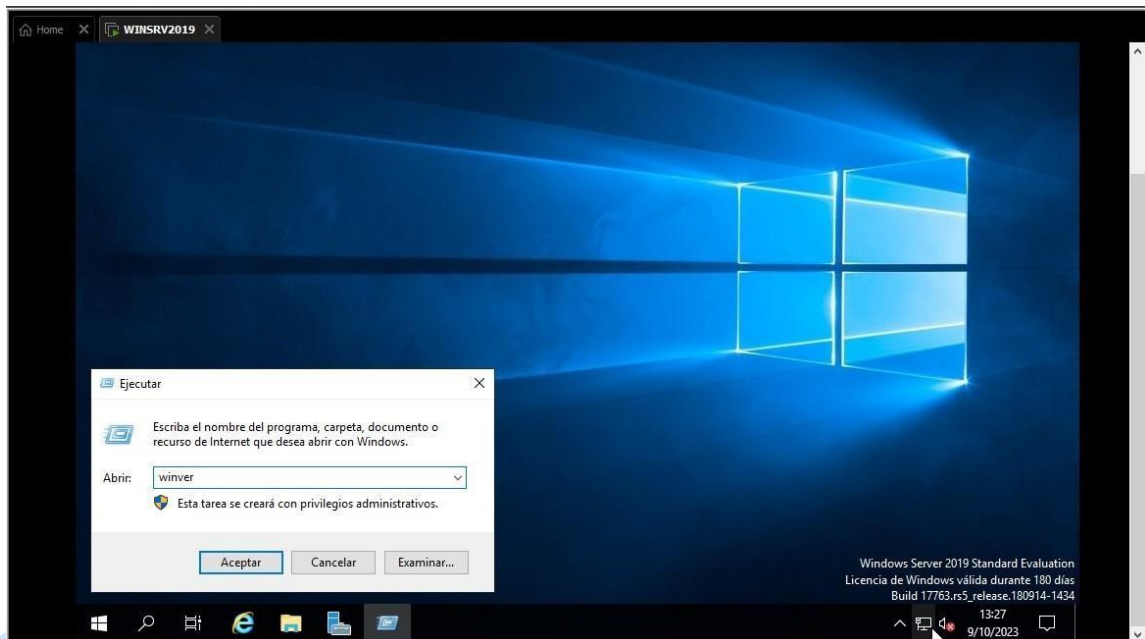 Home
WINSRV2019
Ejecutar
Escriba el nombre del programa, carpeta, documento o
recurso de Internet que desea abrir con Windows.
Abrir:
winver
Esta tarea se creará con privilegios administrativos.
Aceptar
Cancelar
Examinar...
Windows Server 2019 Standard Evaluation
Licencia de Windows válida durante 180 días
Build 17763.rs5_release.180914-1434
13:27
9/10/2023